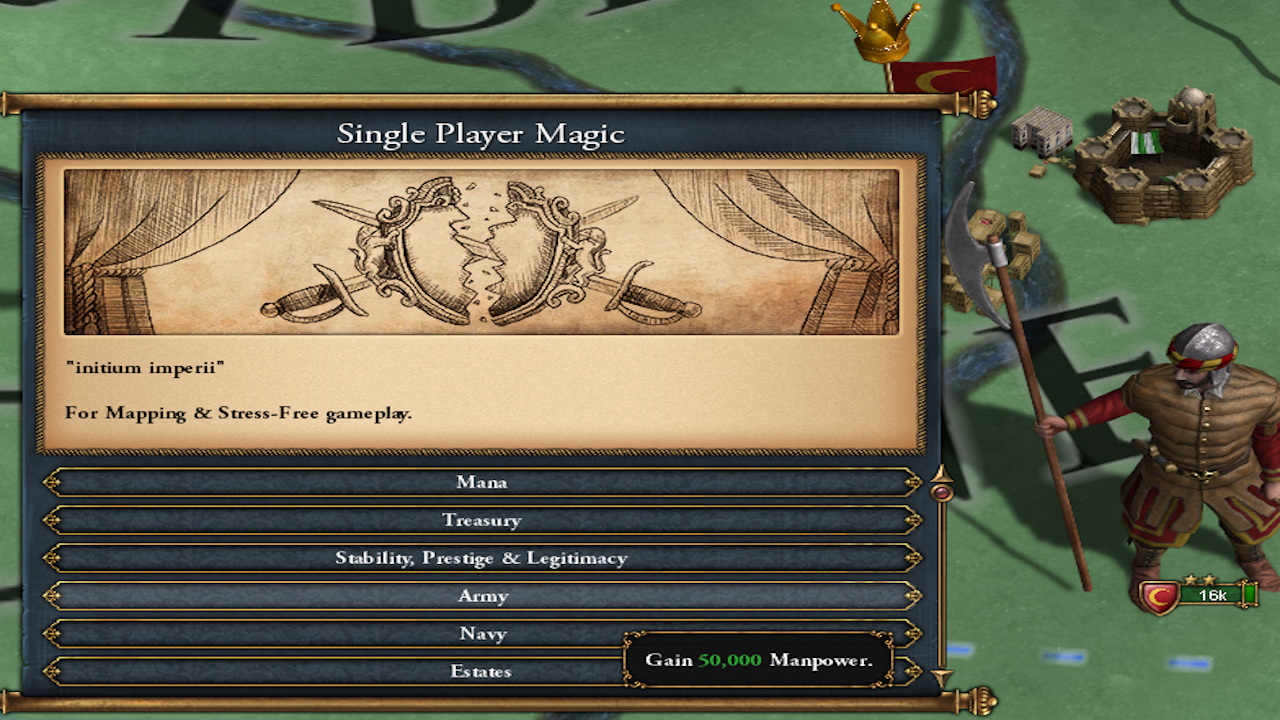 Single Player Magic
"initium imperii"
For Mapping & Stress-Free gameplay.
Mana
Treasury
Stability, Prestige & Legitimacy
Army
Navy
Estates
Gain 50,000 Manpower.
16k